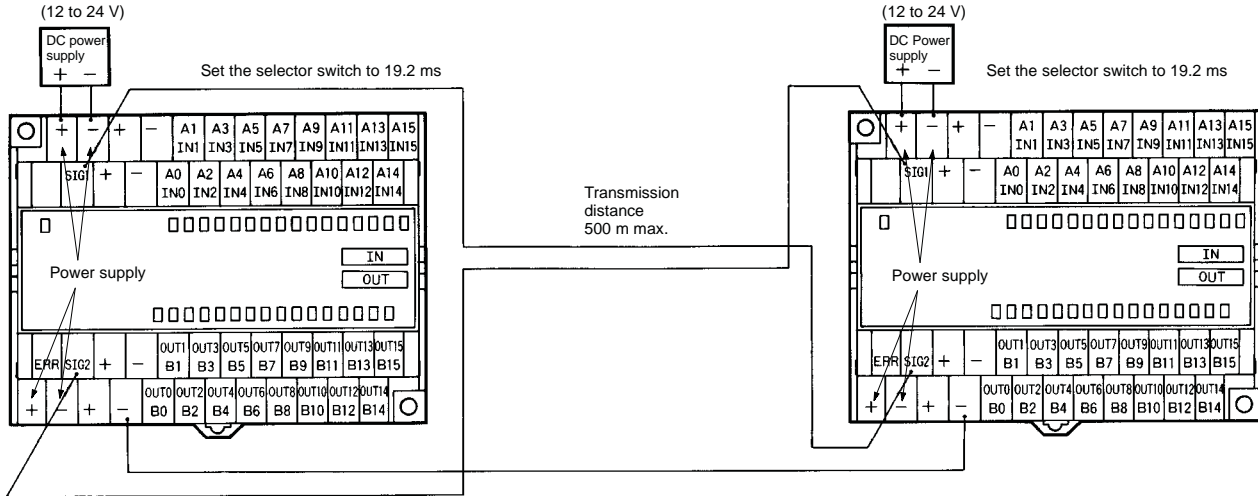 (12 to 24 V)
DC power
supply
+ −
Set the selector switch to 19.2 ms
+ − + − A1 A3 A5 A7 A9 A11 A13 A15
IN1 IN3 IN5 IN7 IN9 IN11 IN13 IN15
SIG1 + − A0 A2 A4 A6 A8 A10 A12 A14
IN0 IN2 IN4 IN6 IN8 IN10 IN12 IN14
IN
OUT
Power supply
ERR SIG2 + − OUT1 OUT3 OUT5 OUT7 OUT9 OUT11 OUT13 OUT15
B1 B3 B5 B7 B9 B11 B13 B15
+ − + − OUT0 OUT2 OUT4 OUT6 OUT8 OUT10 OUT12 OUT14
B0 B2 B4 B6 B8 B10 B12 B14
Transmission
distance
500 m max.
(12 to 24 V)
DC Power
supply
+ −
Set the selector switch to 19.2 ms
+ − + − A1 A3 A5 A7 A9 A11 A13 A15
IN1 IN3 IN5 IN7 IN9 IN11 IN13 IN15
SIG1 + − A0 A2 A4 A6 A8 A10 A12 A14
IN0 IN2 IN4 IN6 IN8 IN10 IN12 IN14
IN
OUT
Power supply
ERR SIG2 + − OUT1 OUT3 OUT5 OUT7 OUT9 OUT11 OUT13 OUT15
B1 B3 B5 B7 B9 B11 B13 B15
+ − + − OUT0 OUT2 OUT4 OUT6 OUT8 OUT10 OUT12 OUT14
B0 B2 B4 B6 B8 B10 B12 B14